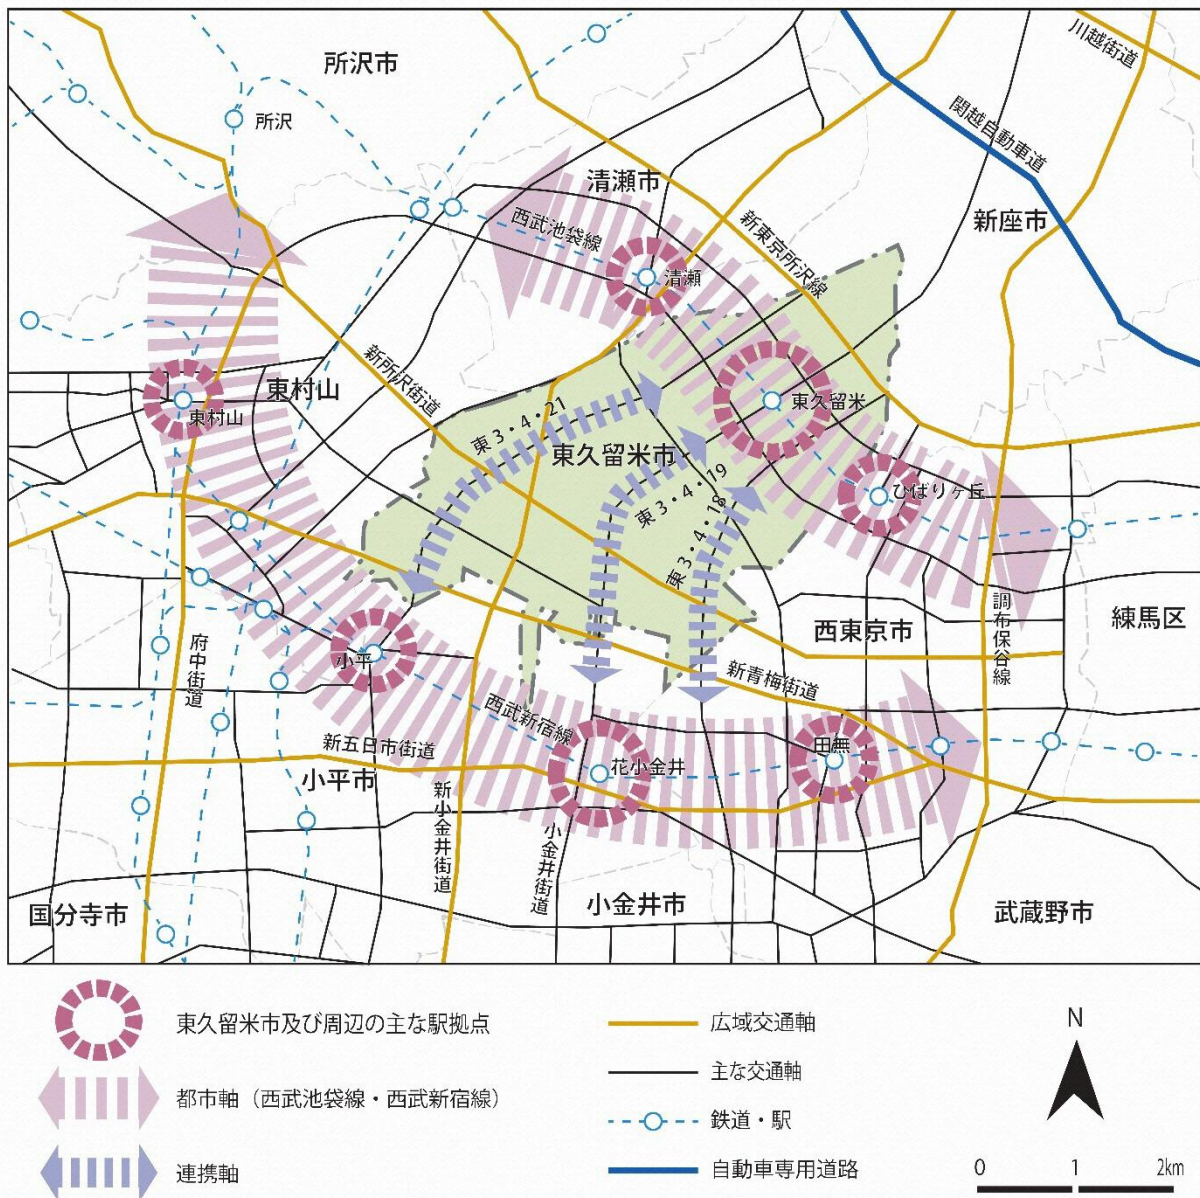 所沢市
川越街道
所沢
関越自動車道
清瀬市
新座市
西武池袋線
新東京所沢線
清瀬
新所沢街道
東村山
東村山
東久留米
東3・4・21
東久留米市
東3・4・19
ひばりヶ丘
東3・4・18
調布保谷線
練馬区
西東京市
府中街道
小平
新青梅街道
西武新宿線
新五日市街道
田無
花小金井
小平市
新小金井街道
小金井街道
国分寺市
小金井市
武蔵野市
東久留米市及び周辺の主な駅拠点
都市軸（西武池袋線・西武新宿線）
連携軸
広域交通軸
主な交通軸
鉄道・駅
自動車専用道路
N
0 1 2km